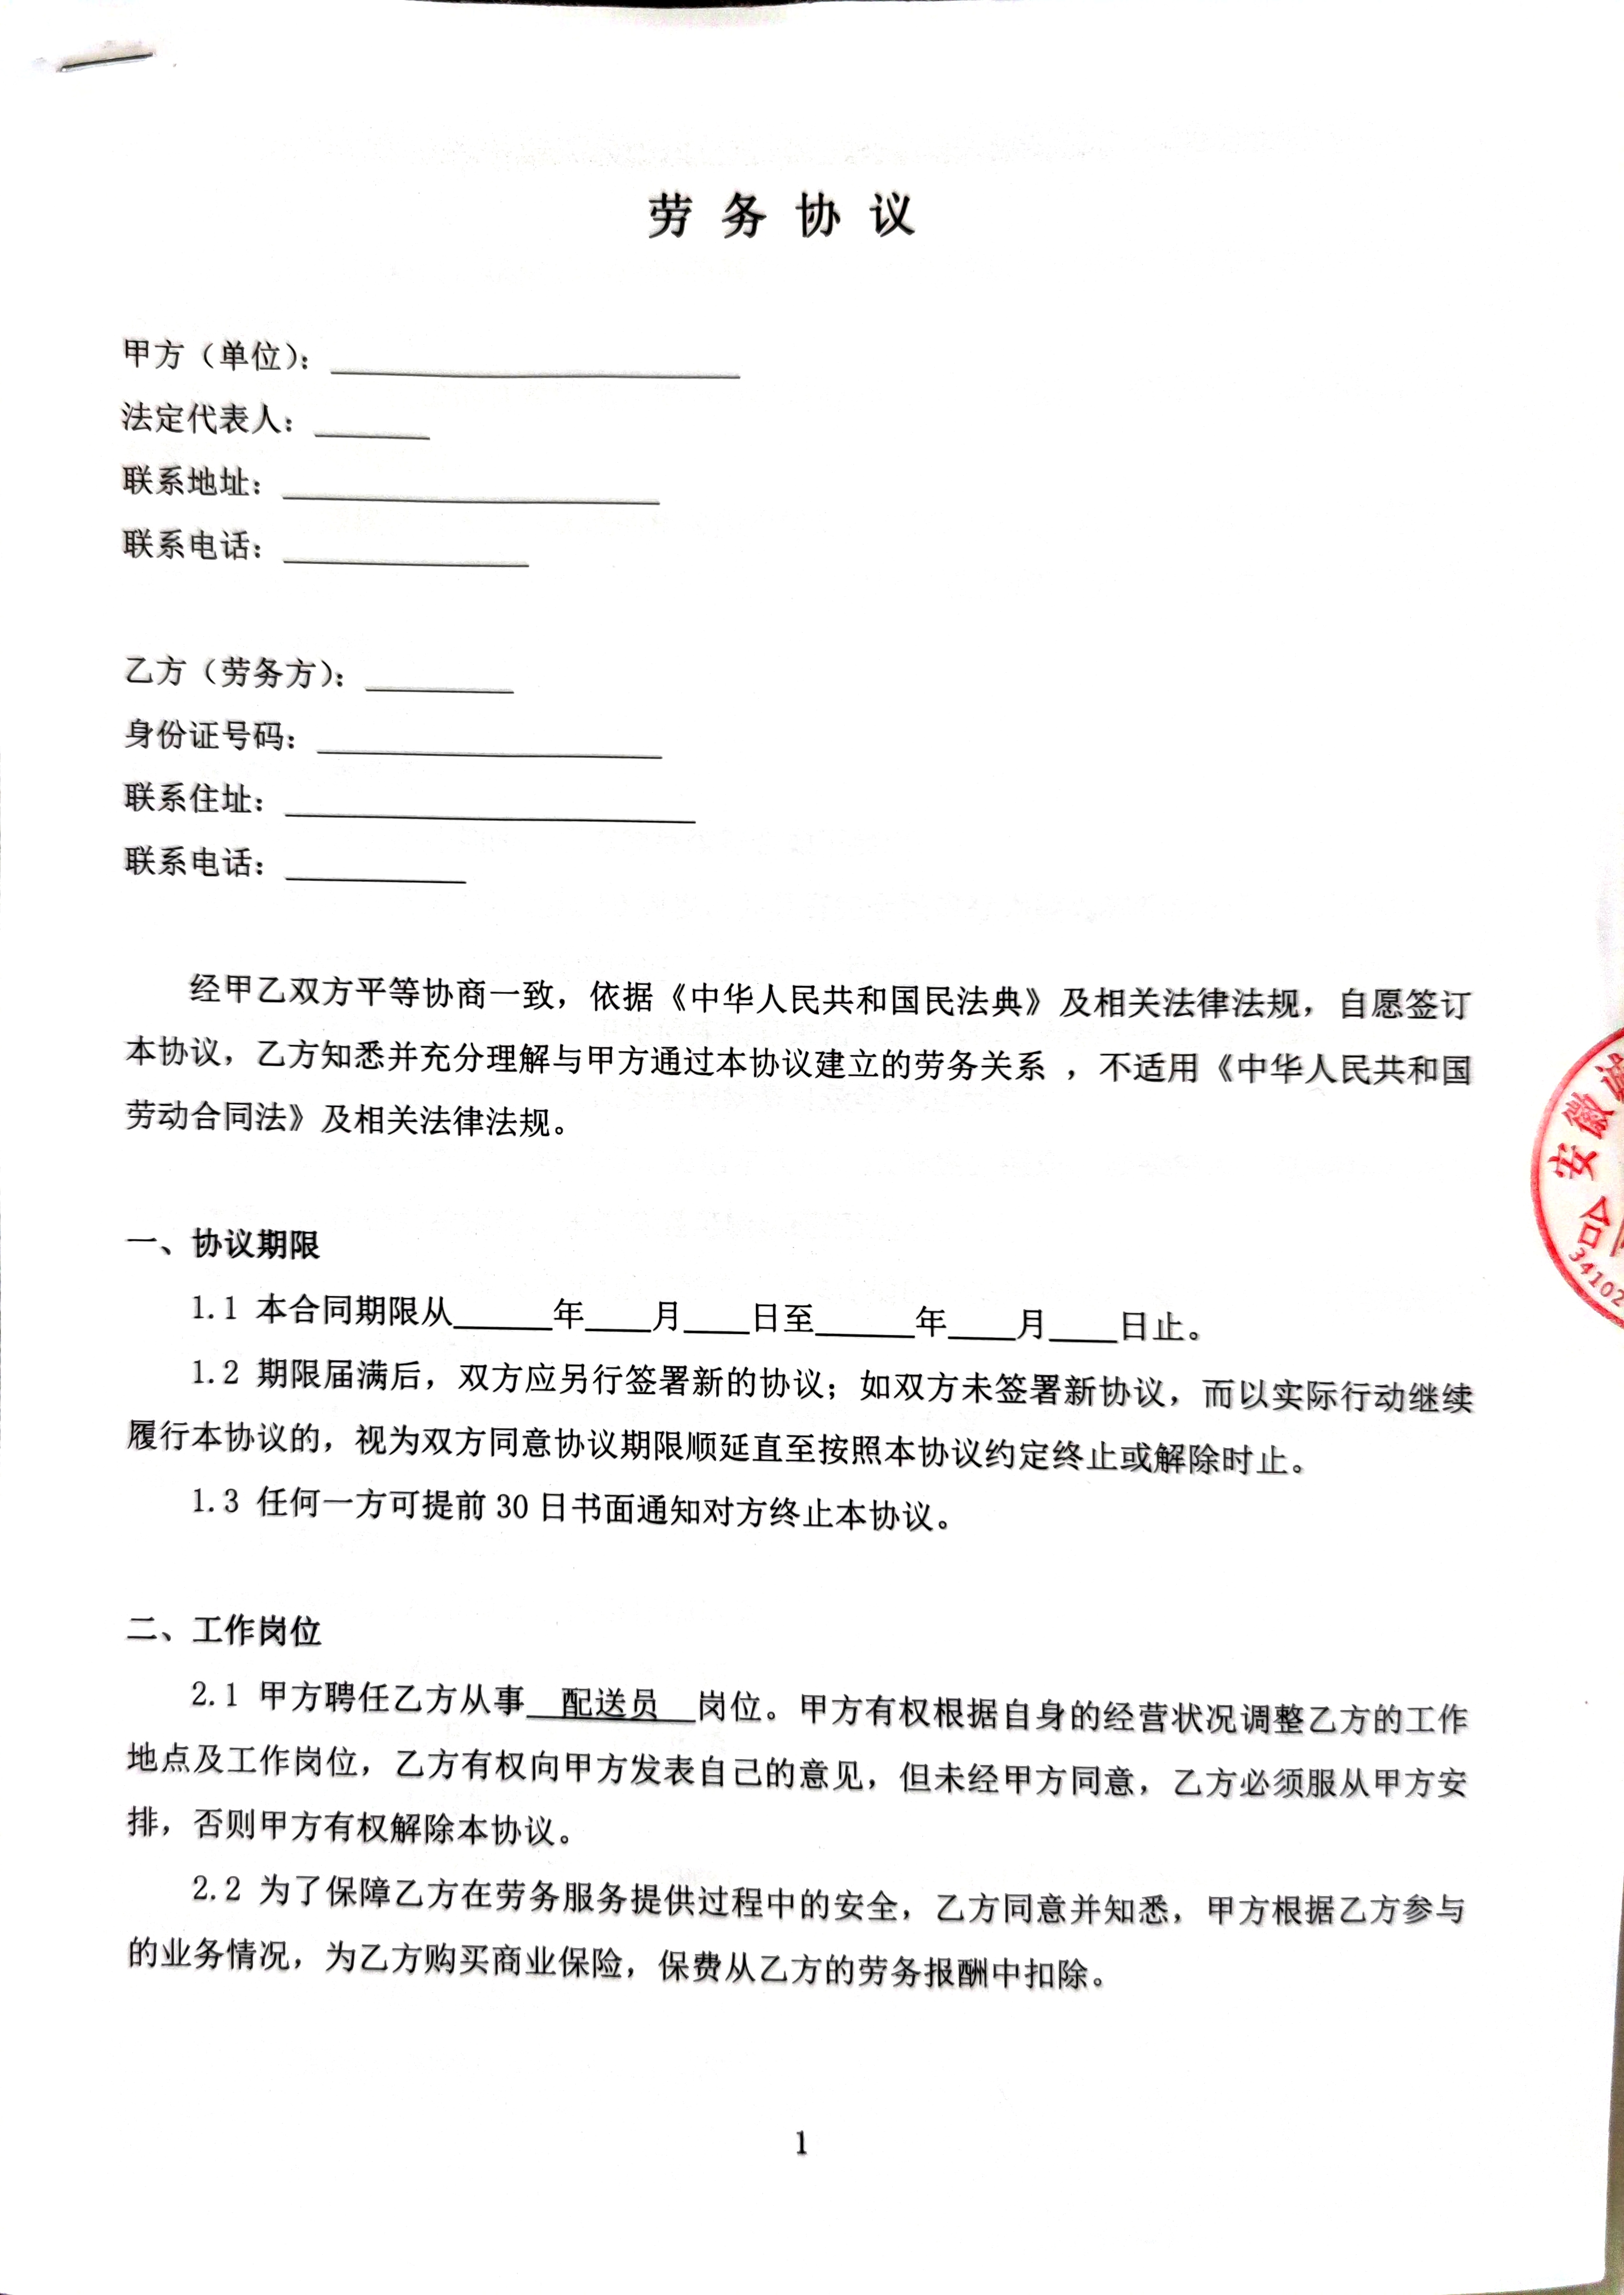 劳务协议
甲方（单位）：
法定代表人：
联系地址：
联系电话：
乙方（劳务方）：
身份证号码：
联系住址：
联系电话：
经甲乙双方平等协商一致，依据《中华人民共和国民法典》及相关法律法规，自愿签订
本协议，乙方知悉并充分理解与甲方通过本协议建立的劳务关系 ，不适用《中华人民共和国
劳动合同法》及相关法律法规。
安徽
合
34102
一、协议期限
1.1 本合同期限从______年____月____日至______年____月____日止。
1.2 期限届满后，双方应另行签署新的协议；如双方未签署新协议，而以实际行动继续
履行本协议的，视为双方同意协议期限顺延直至按照本协议约定终止或解除时止。
1.3 任何一方可提前 30 日书面通知对方终止本协议。
二、工作岗位
2.1 甲方聘任乙方从事 配送员 岗位。甲方有权根据自身的经营状况调整乙方的工作
地点及工作岗位，乙方有权向甲方发表自己的意见，但未经甲方同意，乙方必须服从甲方安
排，否则甲方有权解除本协议。
2.2 为了保障乙方在劳务服务提供过程中的安全，乙方同意并知悉，甲方根据乙方参与
的业务情况，为乙方购买商业保险，保费从乙方的劳务报酬中扣除。
1